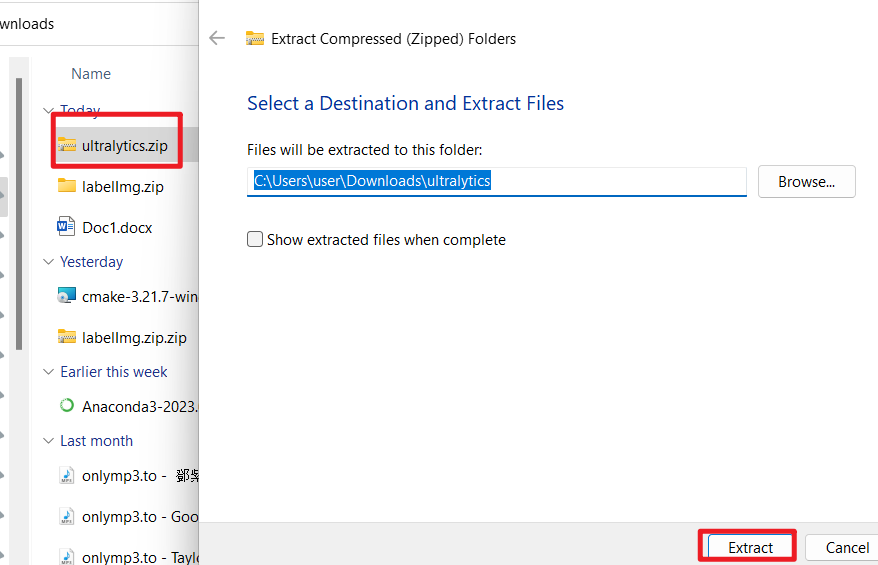 wnloads
Name
Today
ultralytics.zip
labelImg.zip
Doc1.docx
Yesterday
cmake-3.21.7-win
labelImg.zip.zip
Earlier this week
Anaconda3-2023.
Last month
onlymp3.to - 鄧紫
onlymp3.to - Goo
onlymp3.to - Taylo
Extract Compressed (Zipped) Folders
Select a Destination and Extract Files
Files will be extracted to this folder:
C:\Users\user\Downloads\ultralytics
Browse...
Show extracted files when complete
Extract
Cancel